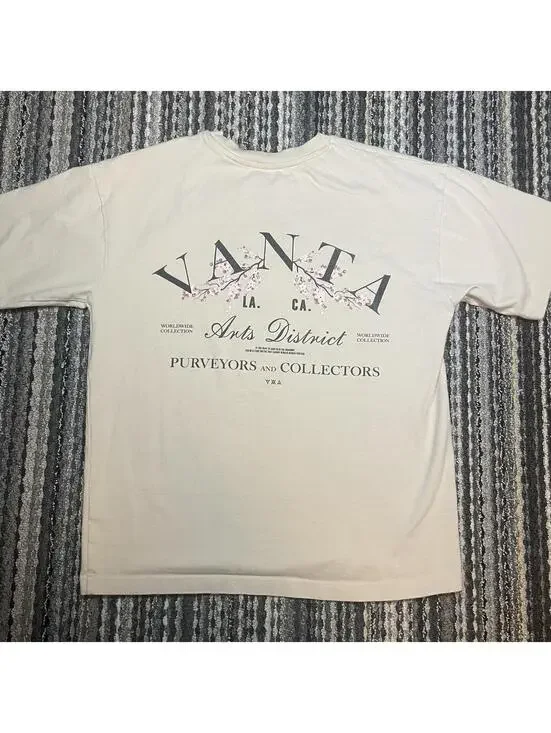 VANTA
LA. CA.
WORLDWIDE
COLLECTION
Arts District
WORLDWIDE
COLLECTION
PURVEYORS AND COLLECTORS